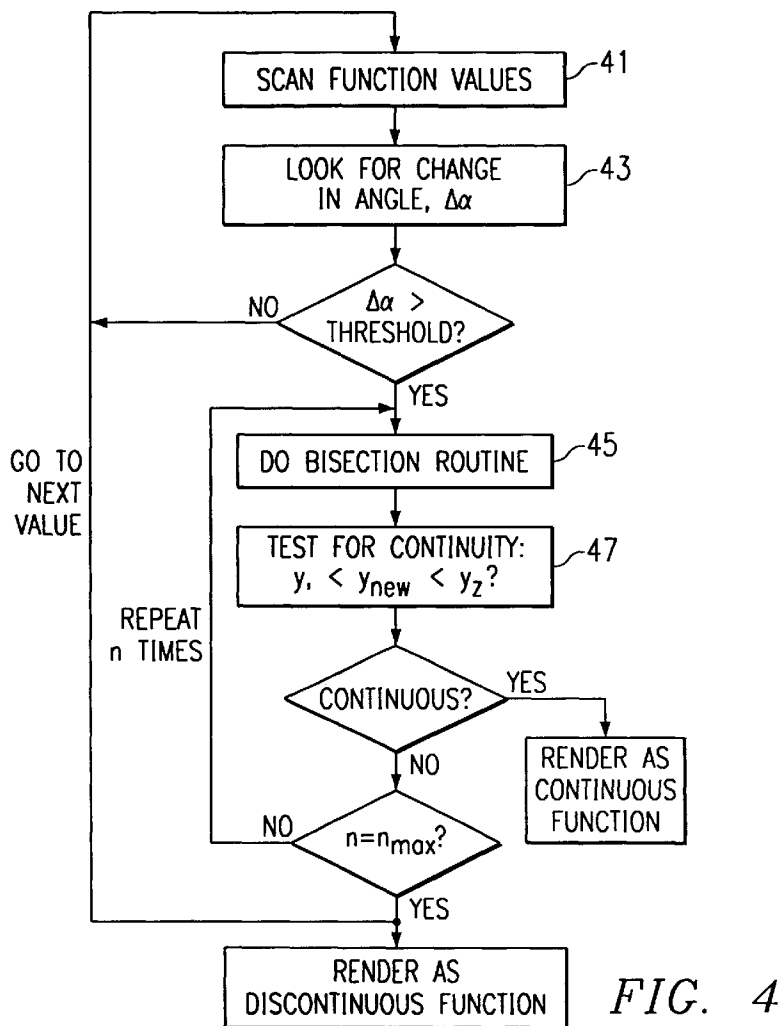 SCAN FUNCTION VALUES
41
LOOK FOR CHANGE
IN ANGLE, Δα
43
Δα >
THRESHOLD?
NO
YES
GO TO
NEXT
VALUE
DO BISECTION ROUTINE
45
TEST FOR CONTINUITY:
y, < ynew < yz?
47
REPEAT
n TIMES
CONTINUOUS?
YES
NO
RENDER AS
CONTINUOUS
FUNCTION
n=nmax?
NO
YES
RENDER AS
DISCONTINUOUS FUNCTION
FIG. 4